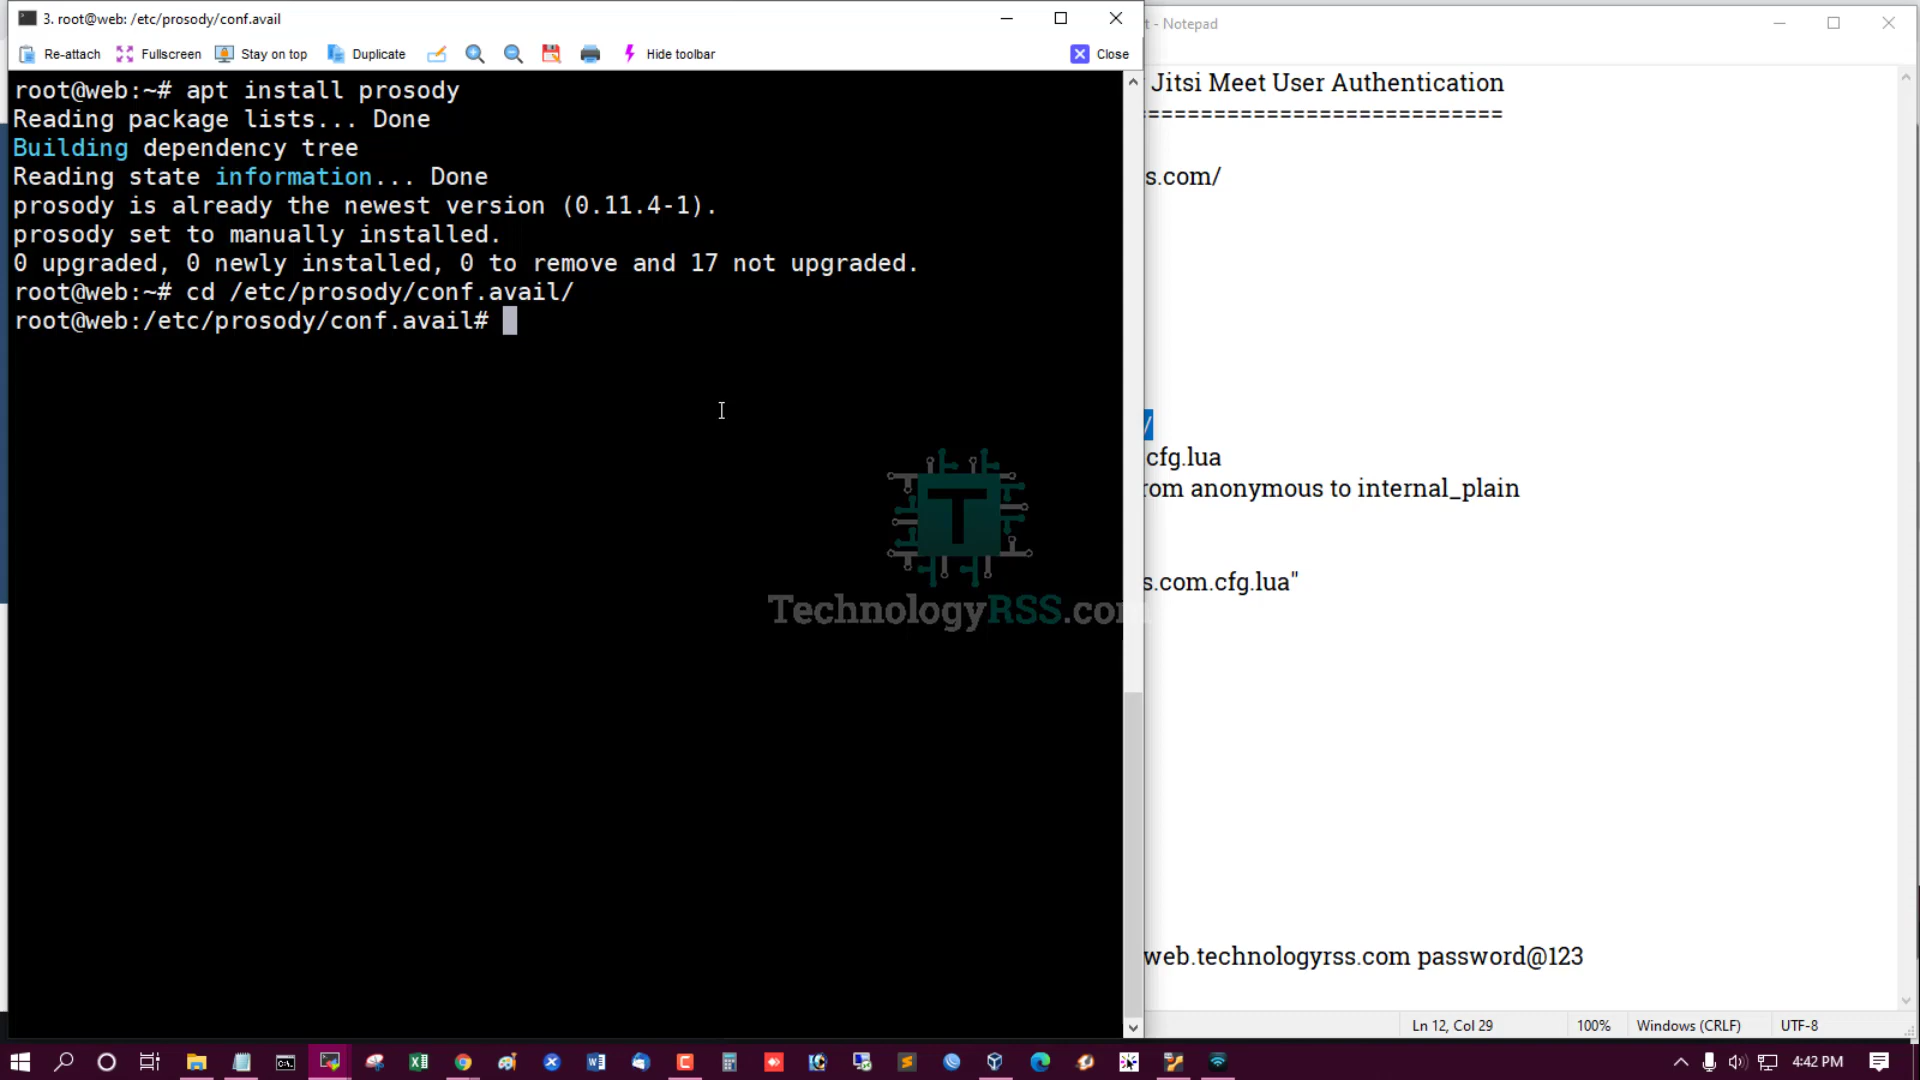 3. root@web: /etc/prosody/conf.avail
Re-attach Fullscreen Stay on top Duplicate Hide toolbar Close
root@web:~# apt install prosody
Reading package lists... Done
Building dependency tree
Reading state information... Done
prosody is already the newest version (0.11.4-1).
prosody set to manually installed.
0 upgraded, 0 newly installed, 0 to remove and 17 not upgraded.
root@web:~# cd /etc/prosody/conf.avail/
root@web:/etc/prosody/conf.avail#
T
TechnologyRSS.com
t - Notepad
Jitsi Meet User Authentication
=========================
s.com/
/
cfg.lua
rom anonymous to internal_plain
s.com.cfg.lua"
web.technologyrss.com password@123
Ln 12, Col 29 100% Windows (CRLF) UTF-8
4:42 PM